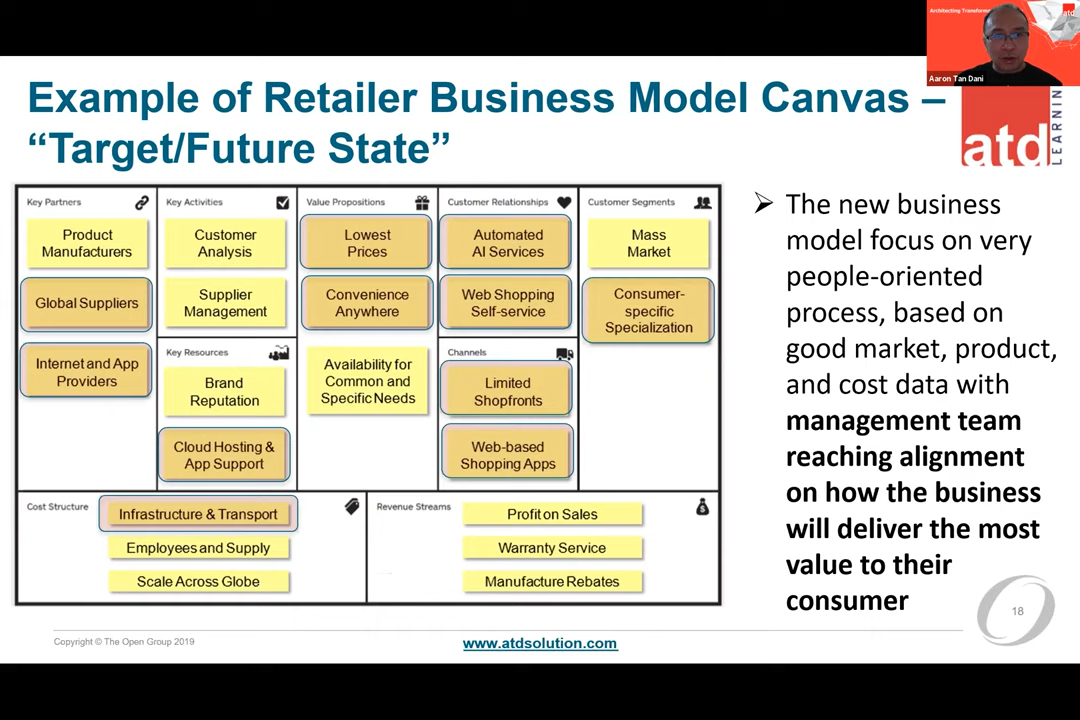 Architecting Transform
atd
Aaron Tan Dani
Example of Retailer Business Model Canvas –
“Target/Future State”
atd
LEARNIN
Key Partners
Product
Manufacturers
Global Suppliers
Internet and App
Providers
Key Activities
Customer
Analysis
Supplier
Management
Key Resources
Brand
Reputation
Cloud Hosting &
App Support
Value Propositions
Lowest
Prices
Convenience
Anywhere
Availability for
Common and
Specific Needs
Customer Relationships
Automated
AI Services
Web Shopping
Self-service
Channels
Limited
Shopfronts
Web-based
Shopping Apps
Customer Segments
Mass
Market
Consumer-
specific
Specialization
Cost Structure
Infrastructure & Transport
Employees and Supply
Scale Across Globe
Revenue Streams
$
Profit on Sales
Warranty Service
Manufacture Rebates
➢ The new business
model focus on very
people-oriented
process, based on
good market, product,
and cost data with
management team
reaching alignment
on how the business
will deliver the most
value to their
consumer
18
Copyright © The Open Group 2019
www.atdsolution.com